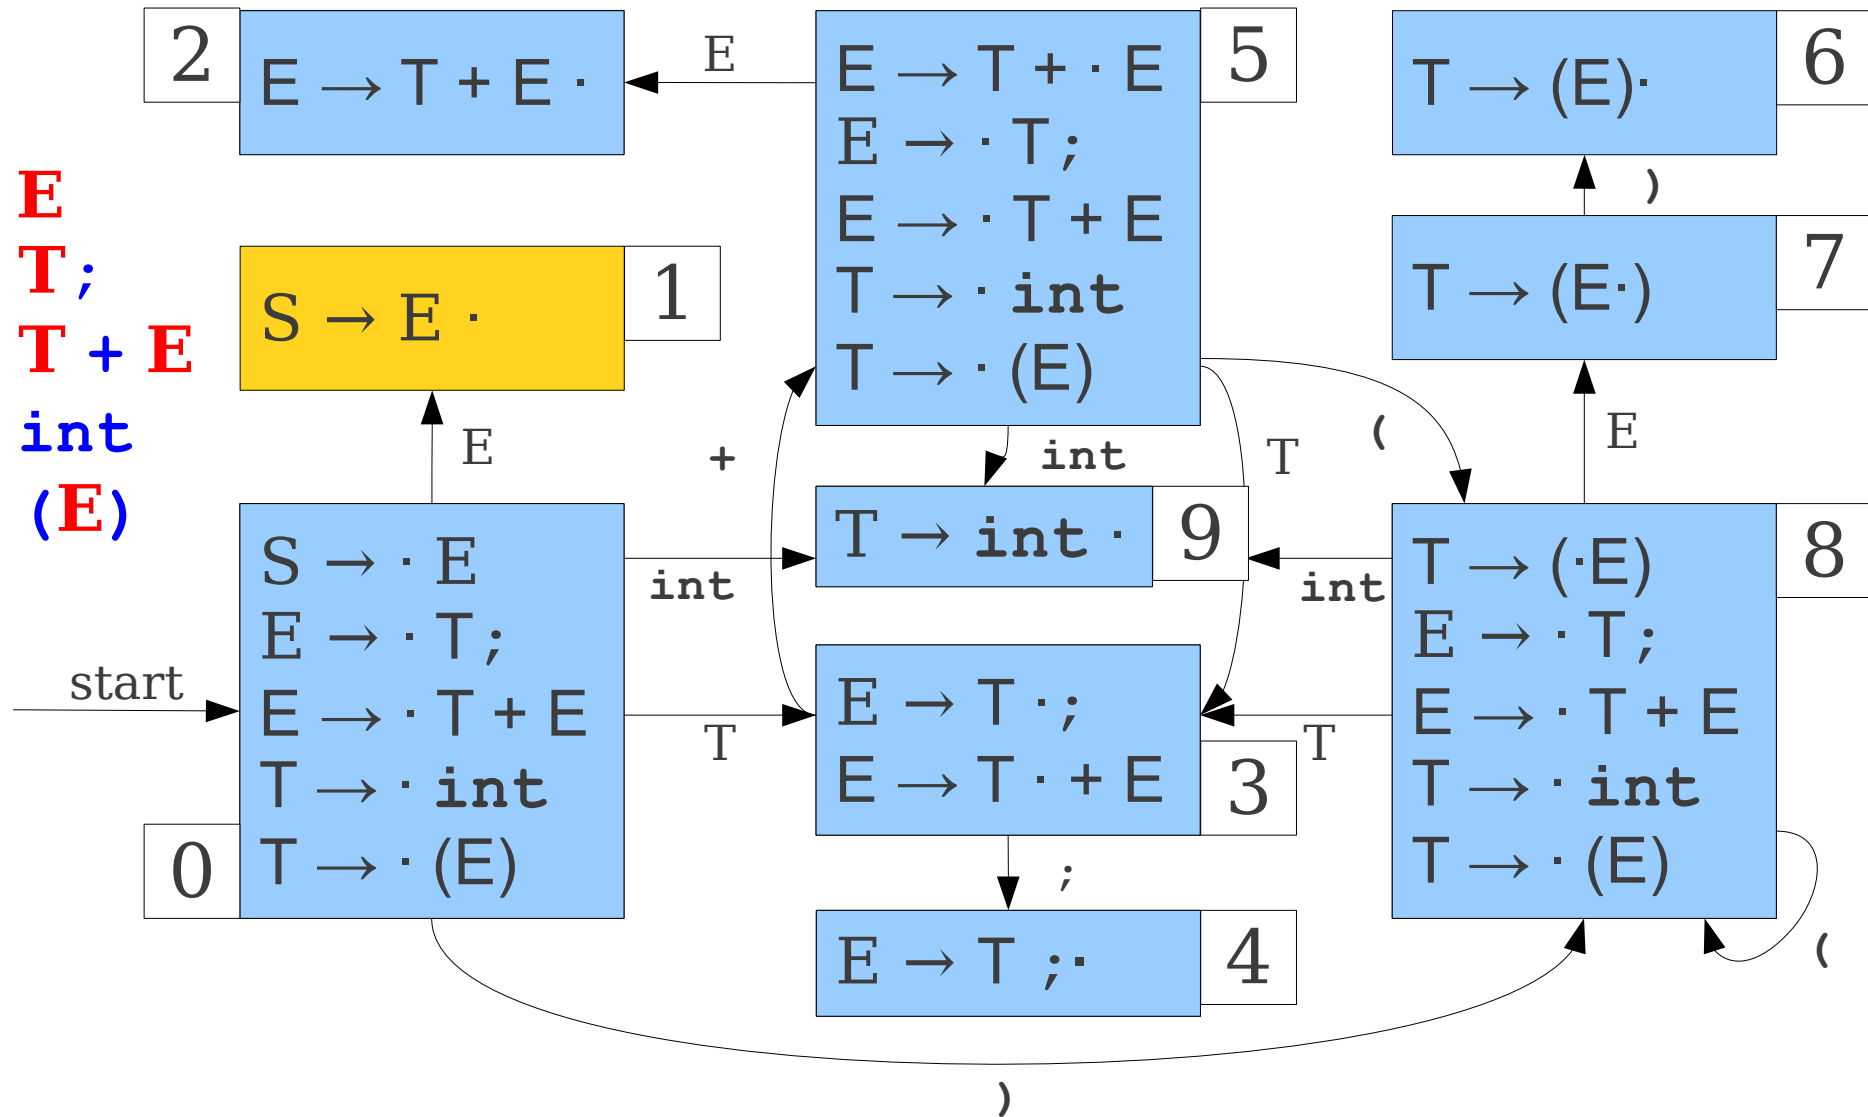 E
T ;
T + E
int
(E)
2
E → T + E ·
E
5
E → T + · E
E → · T ;
E → · T + E
T → · int
T → · (E)
6
T → (E)·
)
7
T → (E·)
E
1
S → E ·
E
+
int
T
(
9
T → int ·
int
int
start
0
S → · E
E → · T ;
E → · T + E
T → · int
T → · (E)
T
3
E → T · ;
E → T · + E
T
;
4
E → T ; ·
8
T → (·E)
E → · T ;
E → · T + E
T → · int
T → · (E)
(
)